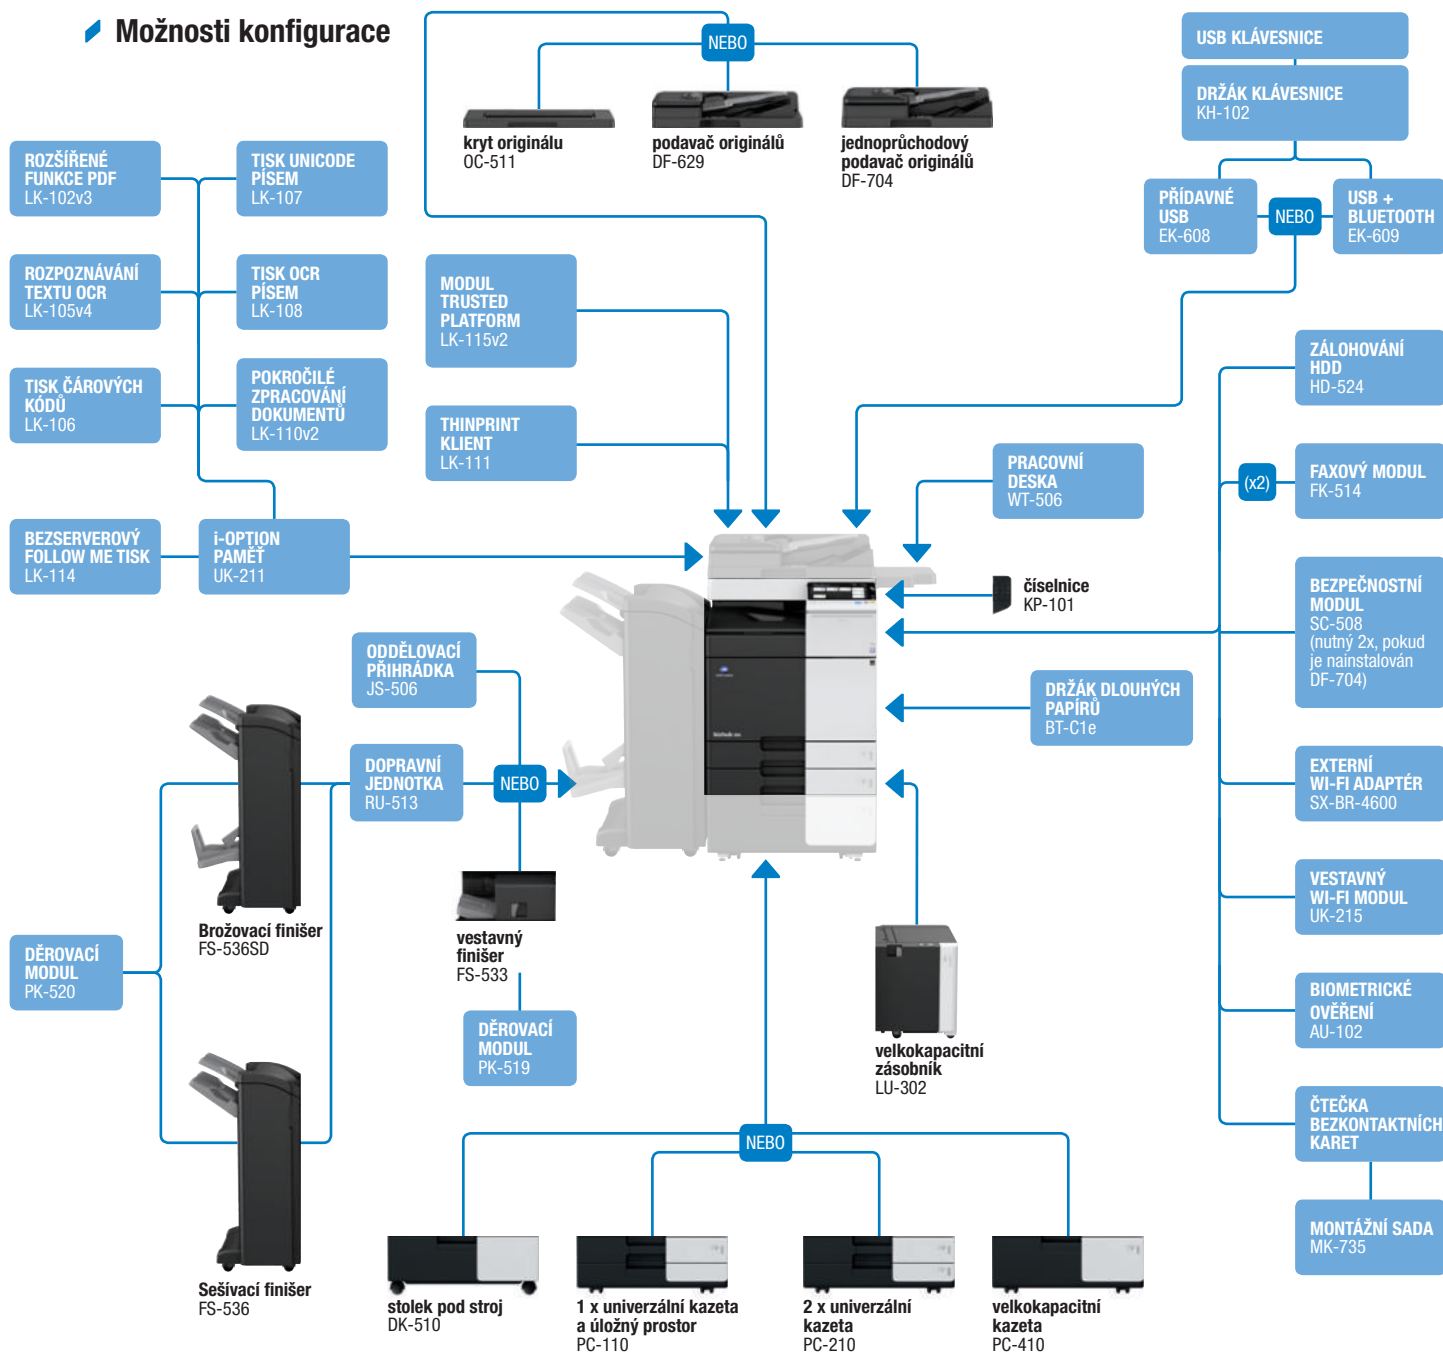 Možnosti konfigurace
NEBO
kryt originálu
OC-511
podavač originálů
DF-629
jednoprůchodový
podavač originálů
DF-704
USB KLÁVESNICE
DRŽÁK KLÁVESNICE
KH-102
PŘÍDAVNÉ
USB
EK-608
NEBO
USB +
BLUETOOTH
EK-609
ROZŠÍŘENÉ
FUNKCE PDF
LK-102v3
TISK UNICODE
PÍSEM
LK-107
ROZPOZNÁVÁNÍ
TEXTU OCR
LK-105v4
TISK OCR
PÍSEM
LK-108
TISK ČÁROVÝCH
KÓDŮ
LK-106
POKROČILÉ
ZPRACOVÁNÍ
DOKUMENTŮ
LK-110v2
BEZSERVEROVÝ
FOLLOW ME TISK
LK-114
i-OPTION
PAMĚŤ
UK-211
MODUL
TRUSTED
PLATFORM
LK-115v2
THINPRINT
KLIENT
LK-111
PRACOVNÍ
DESKA
WT-506
číselnice
KP-101
DRŽÁK DLOUHÝCH
PAPÍRŮ
BT-C1e
ZÁLOHOVÁNÍ
HDD
HD-524
(x2)
FAXOVÝ MODUL
FK-514
BEZPEČNOSTNÍ
MODUL
SC-508
(nutný 2x, pokud
je nainstalován
DF-704)
EXTERNÍ
WI-FI ADAPTÉR
SX-BR-4600
VESTAVNÝ
WI-FI MODUL
UK-215
BIOMETRICKÉ
OVĚŘENÍ
AU-102
ČTEČKA
BEZKONTAKTNÍCH
KARET
MONTÁŽNÍ SADA
MK-735
ODDĚLOVACÍ
PŘIHRÁDKA
JS-506
DOPRAVNÍ
JEDNOTKA
RU-513
NEBO
Brožovací finišer
FS-536SD
DĚROVACÍ
MODUL
PK-520
vestavný
finišer
FS-533
DĚROVACÍ
MODUL
PK-519
velkokapacitní
zásobník
LU-302
Sešívací finišer
FS-536
NEBO
stolek pod stroj
DK-510
1 x univerzální kazeta
a úložný prostor
PC-110
2 x univerzální
kazeta
PC-210
velkokapacitní
kazeta
PC-410